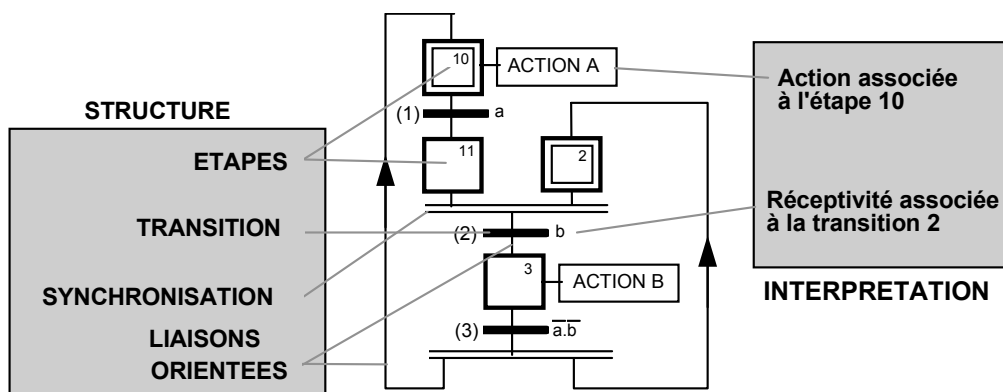 10
ACTION A
Action associée
à l'étape 10
STRUCTURE
(1)
a
ETAPES
11
2
TRANSITION
(2)
b
Réceptivité associée
à la transition 2
3
SYNCHRONISATION
ACTION B
INTERPRETATION
LIAISONS
ORIENTEES
(3)
a̅.b̅